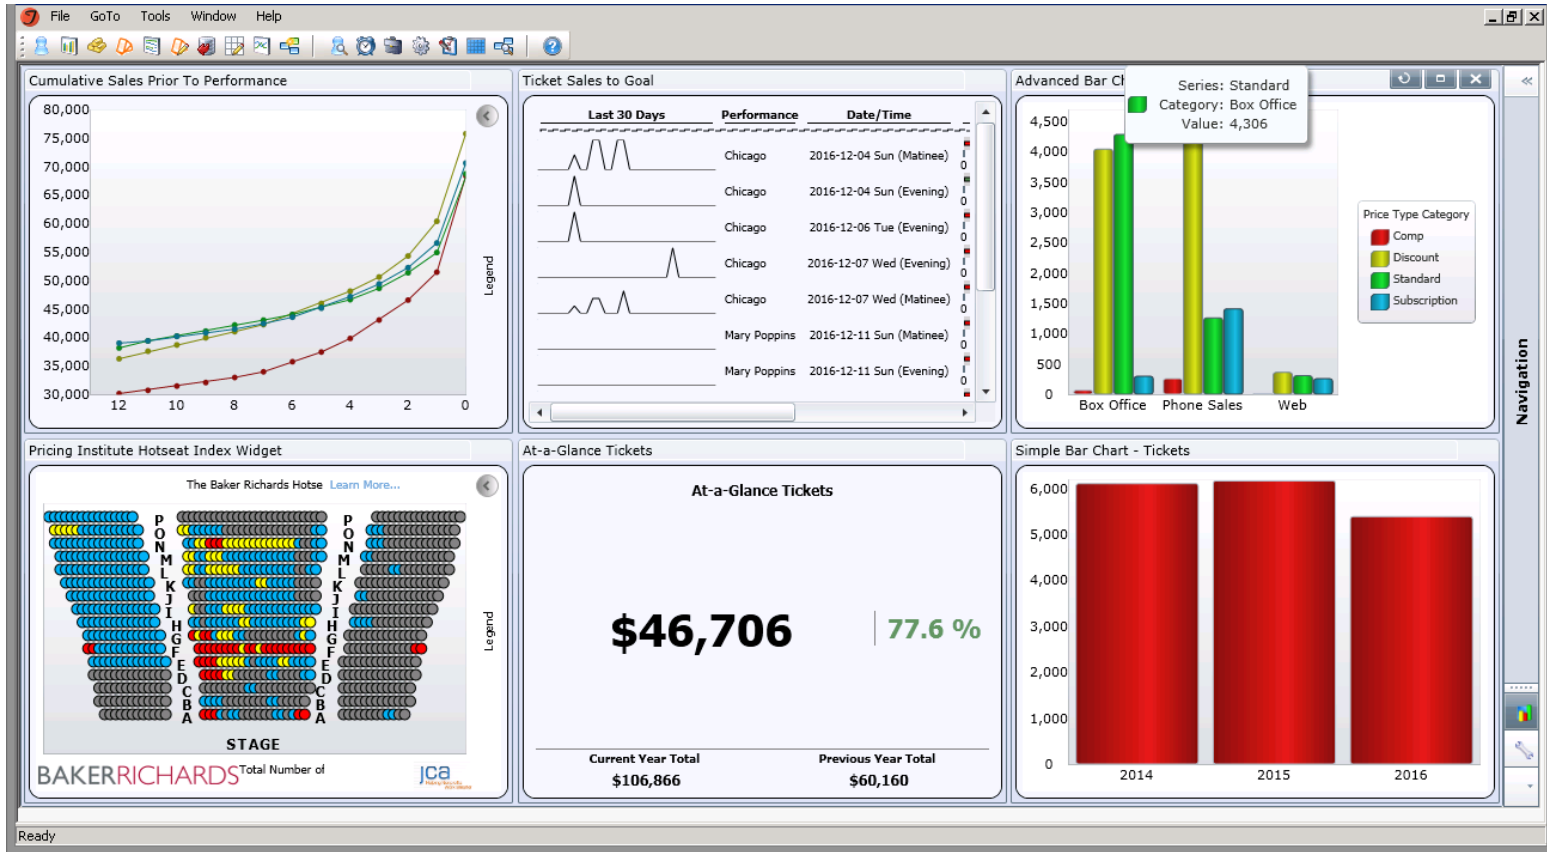 File GoTo Tools Window Help
Cumulative Sales Prior To Performance
80,000
75,000
70,000
65,000
60,000
55,000
50,000
45,000
40,000
35,000
30,000
12 10 8 6 4 2 0
Legend
Ticket Sales to Goal
Last 30 Days Performance Date/Time
Chicago 2016-12-04 Sun (Matinee) 0
Chicago 2016-12-04 Sun (Evening) 0
Chicago 2016-12-06 Tue (Evening) 0
Chicago 2016-12-07 Wed (Evening) 0
Chicago 2016-12-07 Wed (Matinee) 0
Mary Poppins 2016-12-11 Sun (Matinee) 0
Mary Poppins 2016-12-11 Sun (Evening) 0
Advanced Bar Ch
Series: Standard
Category: Box Office
Value: 4,306
4,500
4,000
3,500
3,000
2,500
2,000
1,500
1,000
500
0
Box Office Phone Sales Web
Price Type Category
Comp
Discount
Standard
Subscription
Navigation
Pricing Institute Hotseat Index Widget
The Baker Richards Hotse Learn More...
P P
O O
N N
M M
L L
K K
J J
I I
H H
G G
F F
E E
D D
C C
B B
A A
STAGE
Legend
BAKERRICHARDS Total Number of jca
At-a-Glance Tickets
At-a-Glance Tickets
$46,706 77.6 %
Current Year Total Previous Year Total
$106,866 $60,160
Simple Bar Chart - Tickets
6,000
5,000
4,000
3,000
2,000
1,000
0
2014 2015 2016
Ready